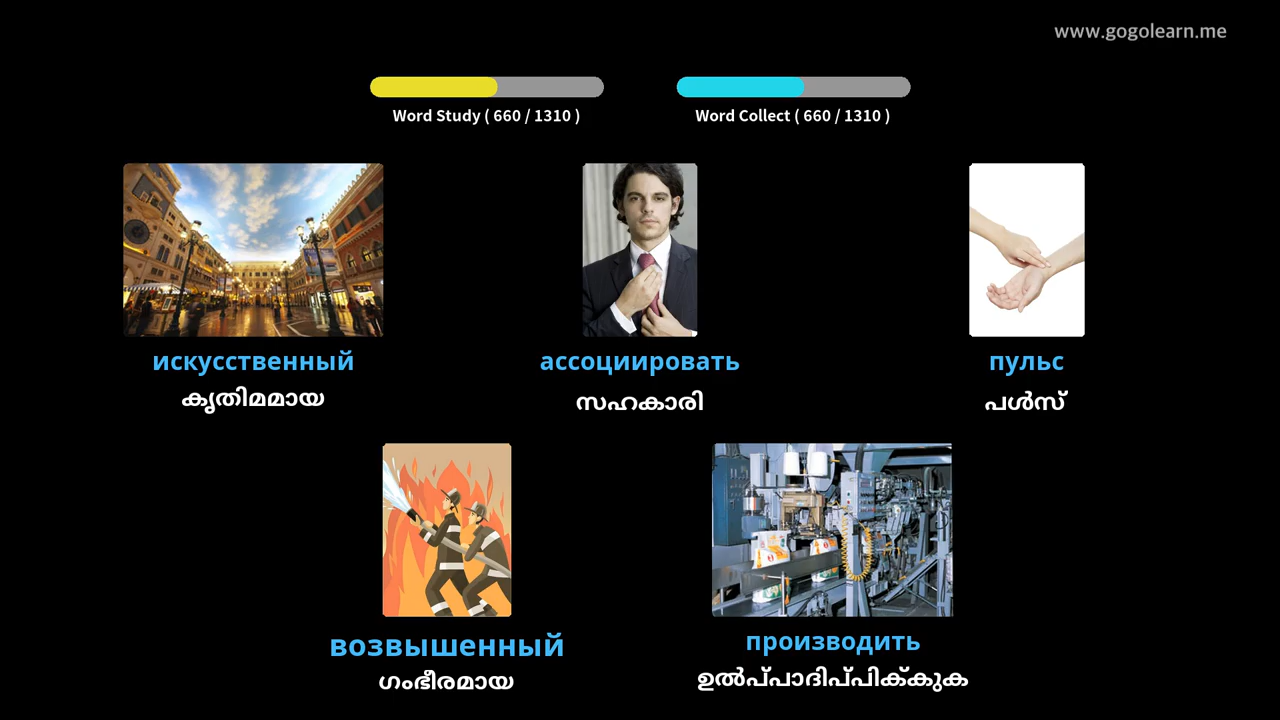 www.gogolearn.me
Word Study ( 660 / 1310 )
Word Collect ( 660 / 1310 )
искусственный
ассоциировать
пульс
കൃതിമമായ
സഹകാരി
പൾസ്
возвышенный
производить
ഗംഭീരമായ
ഉൽപ്പാദിപ്പിക്കുക